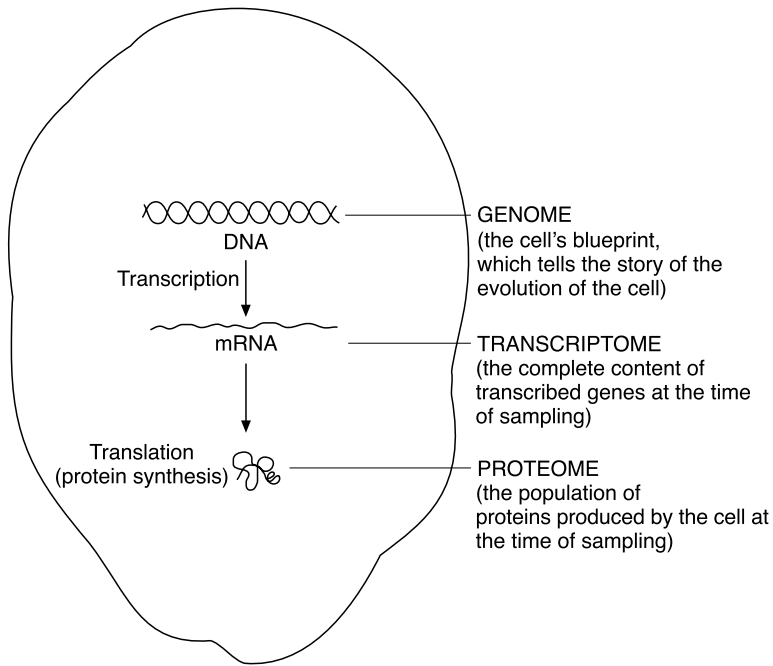 GENOME
(the cell's blueprint,
which tells the story of the
evolution of the cell)
DNA
Transcription
mRNA
TRANSCRIPTOME
(the complete content of
transcribed genes at the time
of sampling)
Translation
(protein synthesis)
PROTEOME
(the population of
proteins produced by the cell at
the time of sampling)